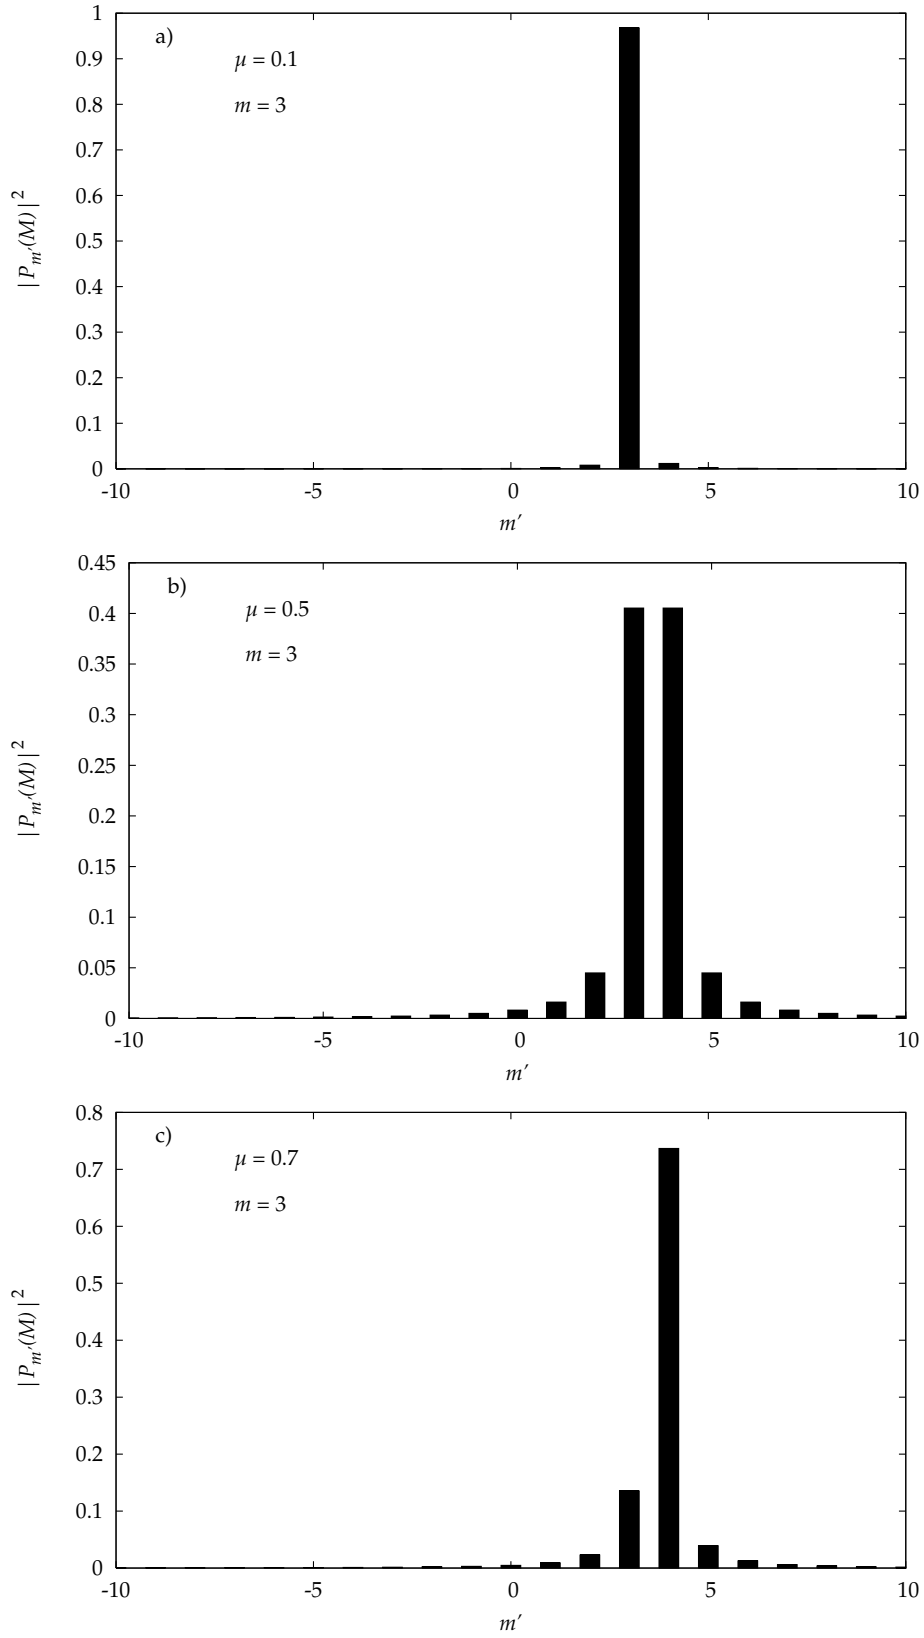 1
a)
μ = 0.1
0.9
m = 3
0.8
0.7
0.6
|P_{m′}(M)|²
0.5
0.4
0.3
0.2
0.1
0
-10 -5 0 5 10
m′
0.45
b)
μ = 0.5
0.4
m = 3
0.35
0.3
|P_{m′}(M)|²
0.25
0.2
0.15
0.1
0.05
0
-10 -5 0 5 10
m′
0.8
c)
μ = 0.7
0.7
m = 3
0.6
0.5
|P_{m′}(M)|²
0.4
0.3
0.2
0.1
0
-10 -5 0 5 10
m′